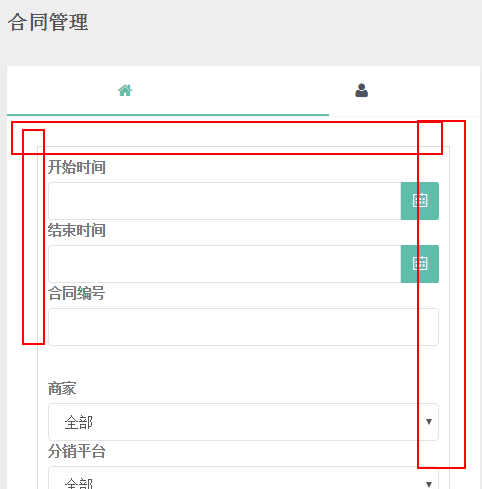 合同管理
开始时间
结束时间
合同编号
商家
全部
分销平台
全部